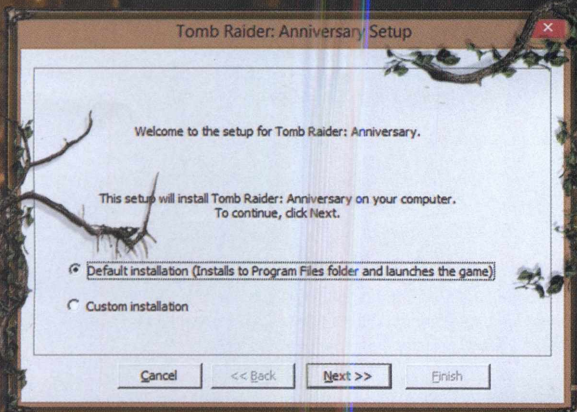 Tomb Raider: Anniversary Setup
Welcome to the setup for Tomb Raider: Anniversary.
This setup will install Tomb Raider: Anniversary on your computer.
To continue, click Next.
Default installation (Installs to Program Files folder and launches the game)
Custom installation
Cancel
<< Back
Next >>
Finish